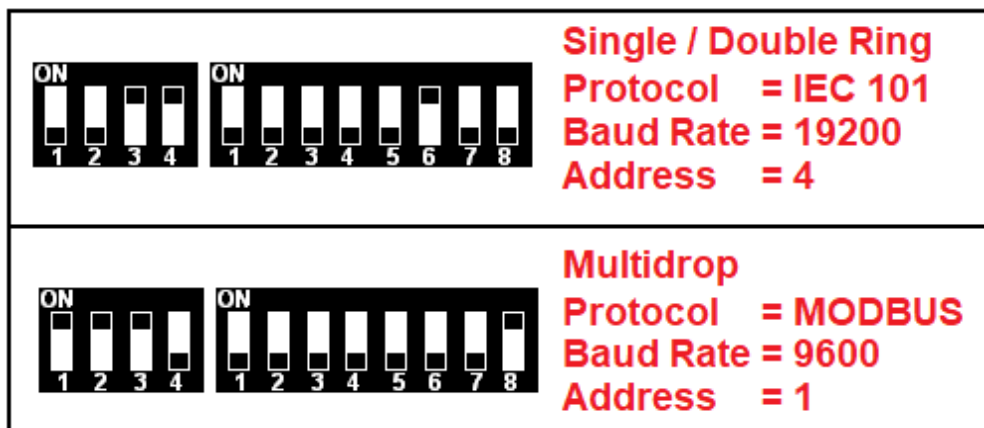 ON ON
1 2 3 4 1 2 3 4 5 6 7 8
Single / Double Ring
Protocol = IEC 101
Baud Rate = 19200
Address = 4
ON ON
1 2 3 4 1 2 3 4 5 6 7 8
Multidrop
Protocol = MODBUS
Baud Rate = 9600
Address = 1